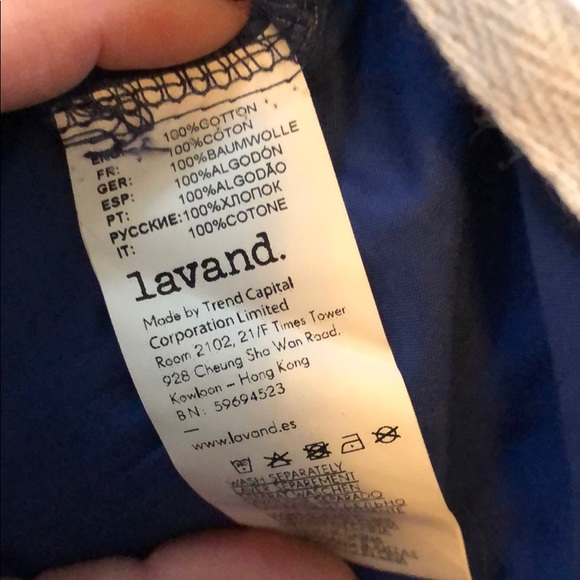 100%COTTON
FR: 100%CÓTON
GER: 100%BAUMWOLLE
ESP: 100%ALGODÓN
PT: 100%ALGODÃO
РУССКИЕ:100%ХЛОПОК
IT: 100%COTONE
lavand.
Made by Trend Capital
Corporation Limited
Room 2102, 21/F Times Tower
928 Cheung Sha Wan Road,
Kowloon – Hong Kong
BN: 59694523
—
www.lavand.es
WASH SEPARATELY